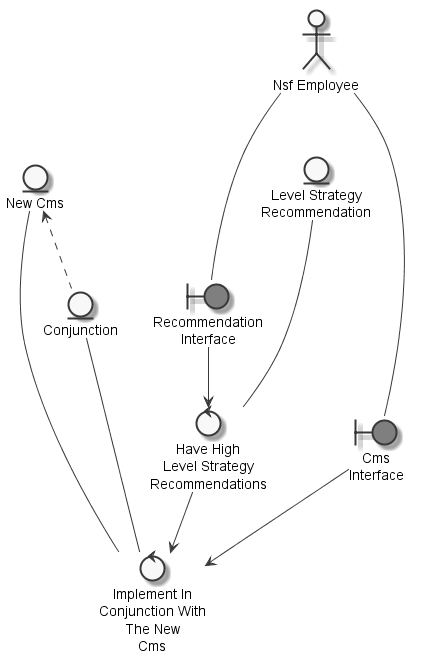 Nsf Employee
New Cms
Level Strategy
Recommendation
Conjunction
Recommendation
Interface
Have High
Level Strategy
Recommendations
Cms
Interface
Implement In
Conjunction With
The New
Cms